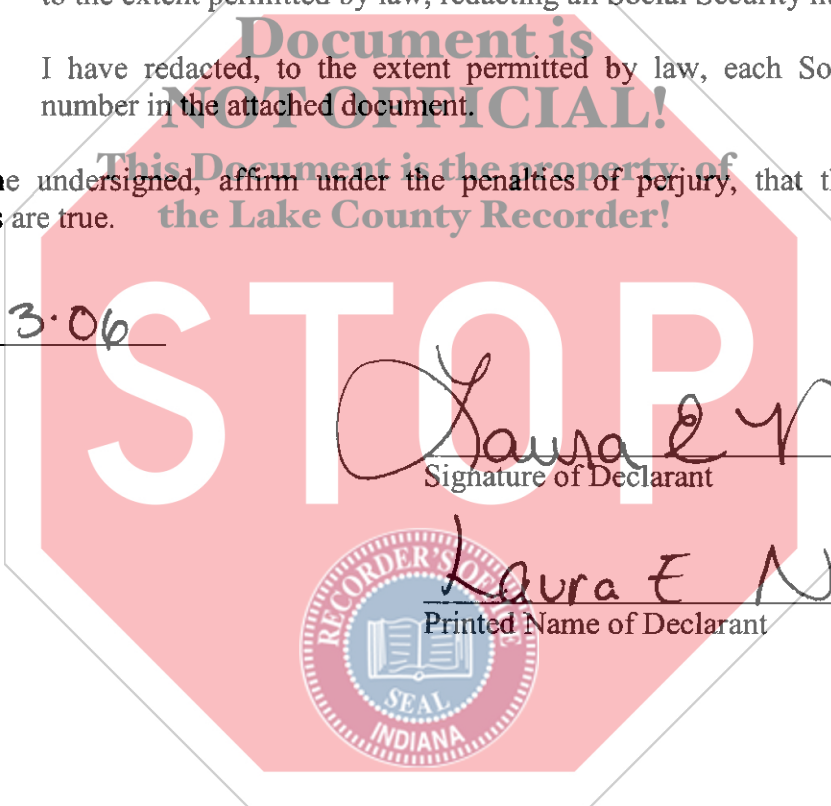 to the extent permitted by law, redacting all Social Security nu
Document is
I have redacted, to the extent permitted by law, each So
NOT OFFICIAL!
number in the attached document.
This Document is the property of
e undersigned, affirm under the penalties of perjury, that t
the Lake County Recorder!
s are true.
3.06
STOP
Laura E N
Signature of Declarant
Laura E N
Printed Name of Declarant
RECORDER'S OFFICE
SEAL
INDIANA